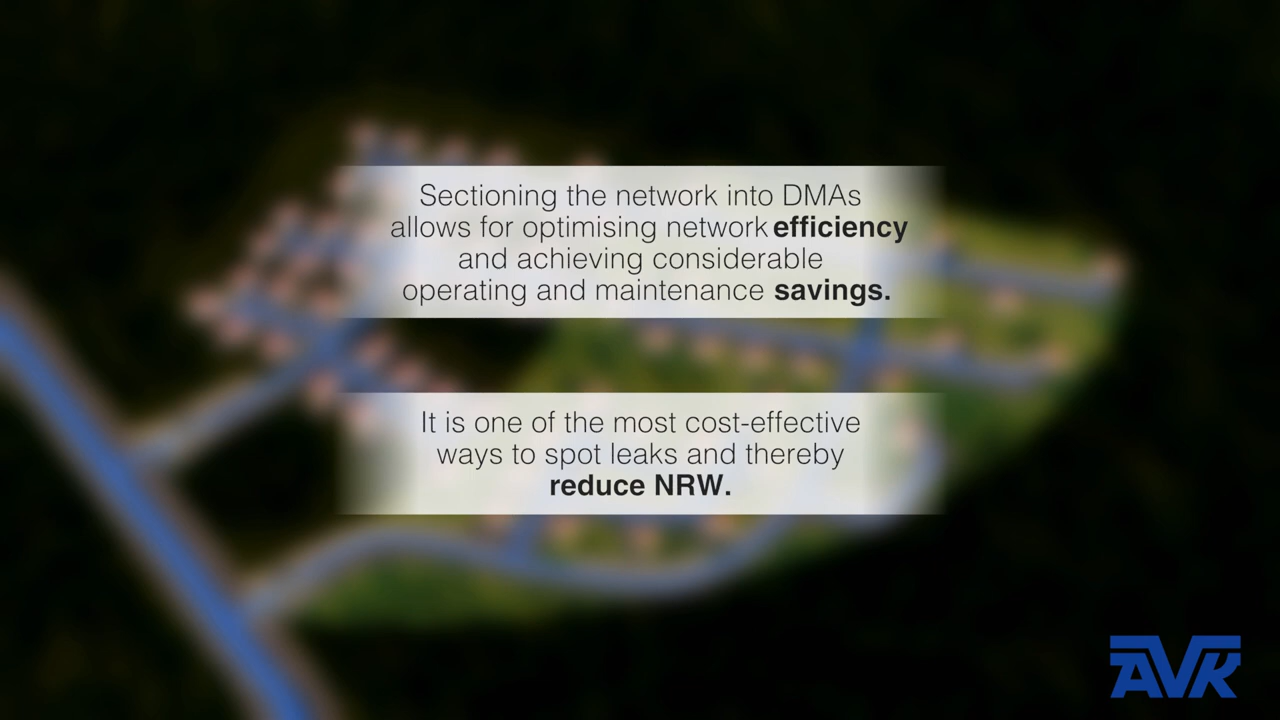 Sectioning the network into DMAs
allows for optimising network efficiency
and achieving considerable
operating and maintenance savings.
It is one of the most cost-effective
ways to spot leaks and thereby
reduce NRW.
AVK